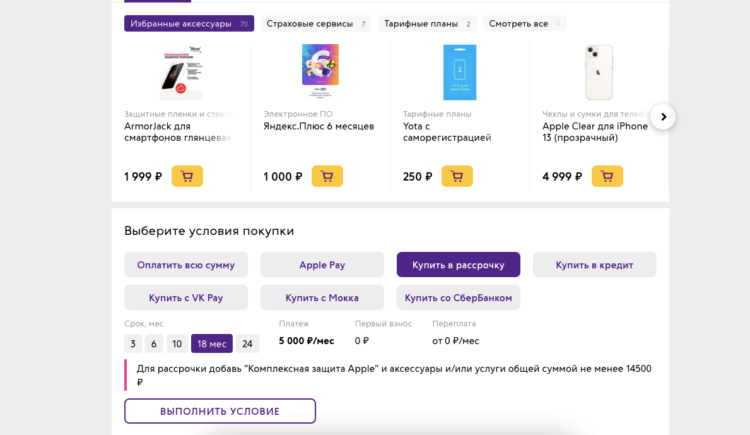 Избранные аксессуары 70
Страховые сервисы 7
Тарифные планы 2
Смотреть все
Защитные пленки и стекл
ArmorJack для
смартфонов глянцевая
1 999 ₽
Электронное ПО
Яндекс.Плюс 6 месяцев
1 000 ₽
Тарифные планы
Yota с
саморегистрацией
250 ₽
Чехлы и сумки для телеф
Apple Clear для iPhone
13 (прозрачный)
4 999 ₽
Выберите условия покупки
Оплатить всю сумму
Apple Pay
Купить в рассрочку
Купить в кредит
Купить с VK Pay
Купить с Мокка
Купить со СберБанком
Срок, мес
3 6 10 18 мес 24
Платеж
5 000 ₽/мес
Первый взнос
0 ₽
Переплата
от 0 ₽/мес
Для рассрочки добавь "Комплексная защита Apple" и аксессуары и/или услуги общей суммой не менее 14500
₽
ВЫПОЛНИТЬ УСЛОВИЕ